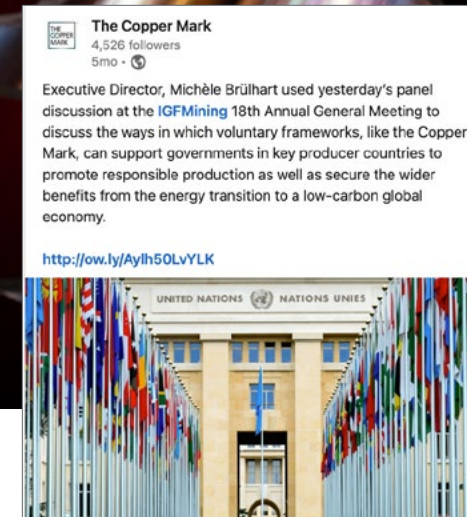 THE
COPPER
MARK
The Copper Mark
4,526 followers
5mo •
Executive Director, Michèle Brülhart used yesterday's panel
discussion at the IGFMining 18th Annual General Meeting to
discuss the ways in which voluntary frameworks, like the Copper
Mark, can support governments in key producer countries to
promote responsible production as well as secure the wider
benefits from the energy transition to a low-carbon global
economy.
http://ow.ly/Aylh50LvYLK
UNITED NATIONS NATIONS UNIES